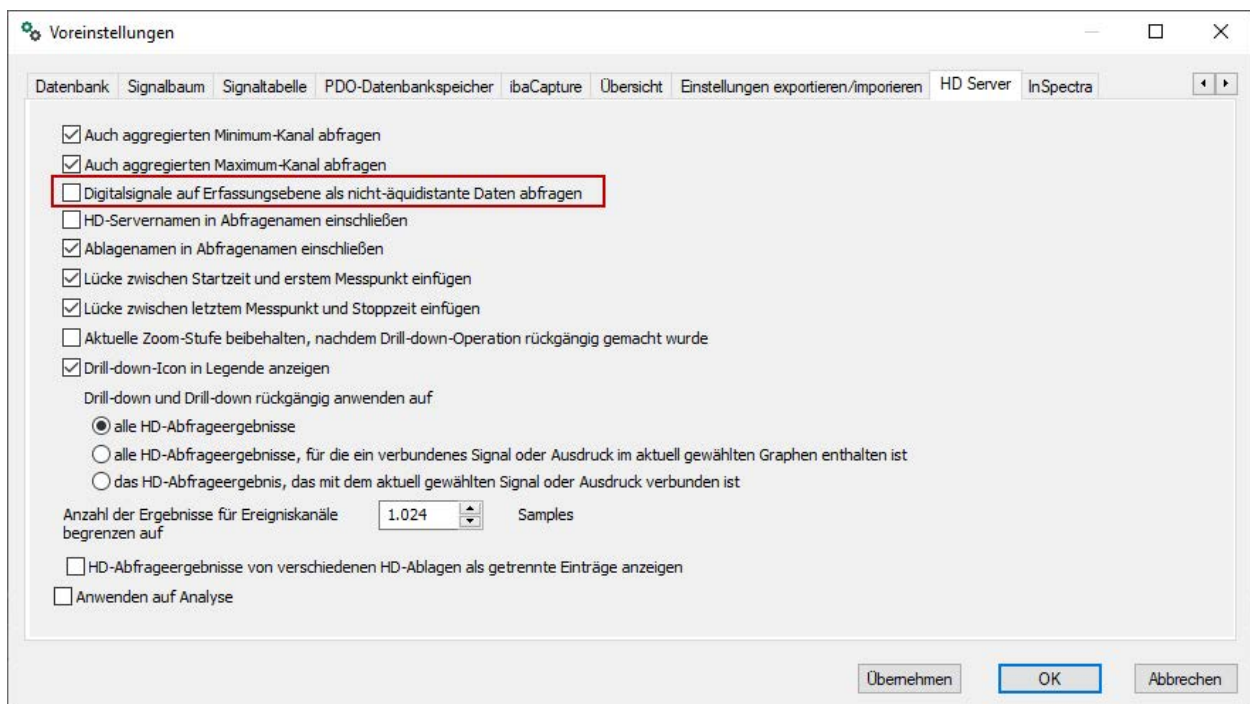 Voreinstellungen
Datenbank Signalbaum Signaltabelle PDO-Datenbankspeicher ibaCapture Übersicht Einstellungen exportieren/imporieren HD Server InSpectra
Auch aggregierten Minimum-Kanal abfragen
Auch aggregierten Maximum-Kanal abfragen
Digitalsignale auf Erfassungsebene als nicht-äquidistante Daten abfragen
HD-Servernamen in Abfragenamen einschließen
Ablagenamen in Abfragenamen einschließen
Lücke zwischen Startzeit und erstem Messpunkt einfügen
Lücke zwischen letztem Messpunkt und Stoppzeit einfügen
Aktuelle Zoom-Stufe beibehalten, nachdem Drill-down-Operation rückgängig gemacht wurde
Drill-down-Icon in Legende anzeigen
Drill-down und Drill-down rückgängig anwenden auf
alle HD-Abfrageergebnisse
alle HD-Abfrageergebnisse, für die ein verbundenes Signal oder Ausdruck im aktuell gewählten Graphen enthalten ist
das HD-Abfrageergebnis, das mit dem aktuell gewählten Signal oder Ausdruck verbunden ist
Anzahl der Ergebnisse für Ereigniskanäle 1.024 Samples
begrenzen auf
HD-Abfrageergebnisse von verschiedenen HD-Ablagen als getrennte Einträge anzeigen
Anwenden auf Analyse
Übernehmen OK Abbrechen